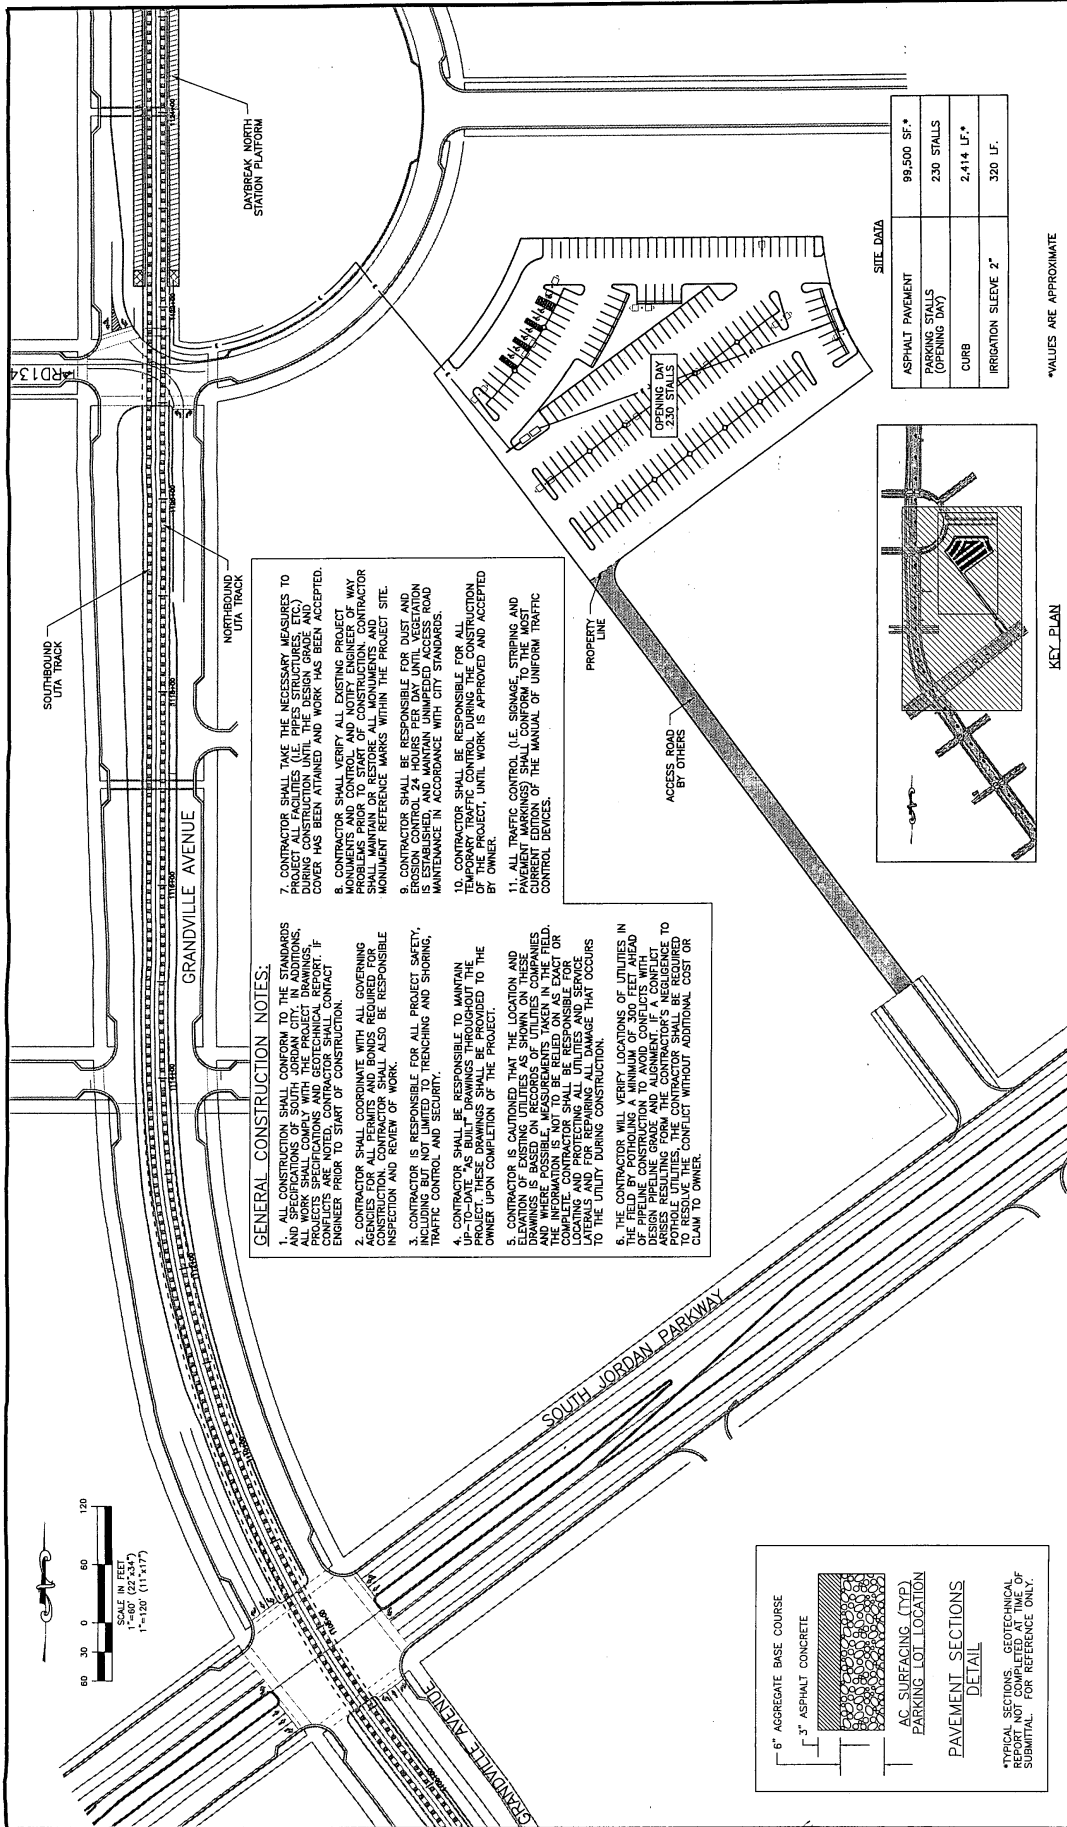 60 30 0 60 120
SCALE IN FEET
1"=60' (22"x34")
1"=120' (11"x17")
SOUTHBOUND
UTA TRACK
NORTHBOUND
UTA TRACK
DAYBREAK NORTH
STATION PLATFORM
GRANDVILLE AVENUE
GRANDVILLE AVENUE
SOUTH JORDAN PARKWAY
RD134
GENERAL CONSTRUCTION NOTES:
1. ALL CONSTRUCTION SHALL CONFORM TO THE STANDARDS
AND SPECIFICATIONS OF SOUTH JORDAN CITY. IN ADDITIONS,
ALL WORK SHALL COMPLY WITH THE PROJECT DRAWINGS,
PROJECTS SPECIFICATIONS AND GEOTECHNICAL REPORT. IF
CONFLICTS ARE NOTED CONTRACTOR SHALL CONTACT
ENGINEER PRIOR TO START OF CONSTRUCTION.
2. CONTRACTOR SHALL COORDINATE WITH ALL GOVERNING
AGENCIES FOR ALL PERMITS AND BONDS REQUIRED FOR
CONSTRUCTION. CONTRACTOR SHALL ALSO BE RESPONSIBLE
INSPECTION AND REVIEW OF WORK.
3. CONTRACTOR IS RESPONSIBLE FOR ALL PROJECT SAFETY,
INCLUDING BUT NOT LIMITED TO TRENCHING AND SHORING,
TRAFFIC CONTROL AND SECURITY.
4. CONTRACTOR SHALL BE RESPONSIBLE TO MAINTAIN
UP-TO-DATE "AS BUILT" DRAWINGS THROUGHOUT THE
PROJECT. THESE DRAWINGS SHALL BE PROVIDED TO THE
OWNER UPON COMPLETION OF THE PROJECT.
5. CONTRACTOR IS CAUTIONED THAT THE LOCATION AND
ELEVATION OF EXISTING UTILITIES AS SHOWN ON THESE
DRAWINGS IS BASED ON RECORDS OF UTILITIES COMPANIES
AND WHERE POSSIBLE, MEASUREMENTS TAKEN IN THE FIELD.
THE INFORMATION IS NOT TO BE RELIED ON AS EXACT OR
COMPLETE. CONTRACTOR SHALL BE RESPONSIBLE FOR
LOCATING AND PROTECTING ALL UTILITIES AND SERVICE
LATERALS AND FOR REPAIRING ALL DAMAGE THAT OCCURS
TO THE UTILITY DURING CONSTRUCTION.
6. THE CONTRACTOR WILL VERIFY LOCATIONS OF UTILITIES IN
THE FIELD BY POTHOLING A MINIMUM OF 300 FEET AHEAD
OF PIPELINE CONSTRUCTION TO AVOID CONFLICTS WITH
DESIGN PIPELINE GRADE AND ALIGNMENT. IF A CONFLICT
ARISES RESULTING FORM THE CONTRACTOR'S NEGLIGENCE TO
POTHOLE UTILITIES, THE CONTRACTOR SHALL BE REQUIRED
TO RESOLVE THE CONFLICT WITHOUT ADDITIONAL COST OR
CLAIM TO OWNER.
7. CONTRACTOR SHALL TAKE THE NECESSARY MEASURES TO
PROJECT ALL FACILITIES (I.E. PIPES STRUCTURES, ETC.)
DURING CONSTRUCTION UNTIL THE DESIGN GRADE AND
COVER HAS BEEN ATTAINED AND WORK HAS BEEN ACCEPTED.
8. CONTRACTOR SHALL VERIFY ALL EXISTING PROJECT
MONUMENTS AND CONTROL AND NOTIFY ENGINEER OF WAY
PROBLEMS PRIOR TO START OF CONSTRUCTION. CONTRACTOR
SHALL MAINTAIN OR RESTORE ALL MONUMENTS AND
MONUMENT REFERENCE MARKS WITHIN THE PROJECT SITE.
9. CONTRACTOR SHALL BE RESPONSIBLE FOR DUST AND
EROSION CONTROL 24 HOURS PER DAY UNTIL VEGETATION
IS ESTABLISHED, AND MAINTAIN UNIMPEDED ACCESS ROAD
MAINTENANCE IN ACCORDANCE WITH CITY STANDARDS.
10. CONTRACTOR SHALL BE RESPONSIBLE FOR ALL
TEMPORARY TRAFFIC CONTROL DURING THE CONSTRUCTION
OF THE PROJECT, UNTIL WORK IS APPROVED AND ACCEPTED
BY OWNER.
11. ALL TRAFFIC CONTROL (I.E. SIGNAGE, STRIPING AND
PAVEMENT MARKINGS) SHALL CONFORM TO THE MOST
CURRENT EDITION OF THE MANUAL OF UNIFORM TRAFFIC
CONTROL DEVICES.
PROPERTY
LINE
ACCESS ROAD
BY OTHERS
OPENING DAY
230 STALLS
SITE DATA
ASPHALT PAVEMENT 99,500 SF.*
PARKING STALLS
(OPENING DAY) 230 STALLS
CURB 2,414 LF.*
IRRIGATION SLEEVE 2" 320 LF.
*VALUES ARE APPROXIMATE
KEY PLAN
6" AGGREGATE BASE COURSE
3" ASPHALT CONCRETE
AC SURFACING (TYP)
PARKING LOT LOCATION
PAVEMENT SECTIONS
DETAIL
*TYPICAL SECTIONS. GEOTECHNICAL
REPORT NOT COMPLETED AT TIME OF
SUBMITTAL. FOR REFERENCE ONLY.